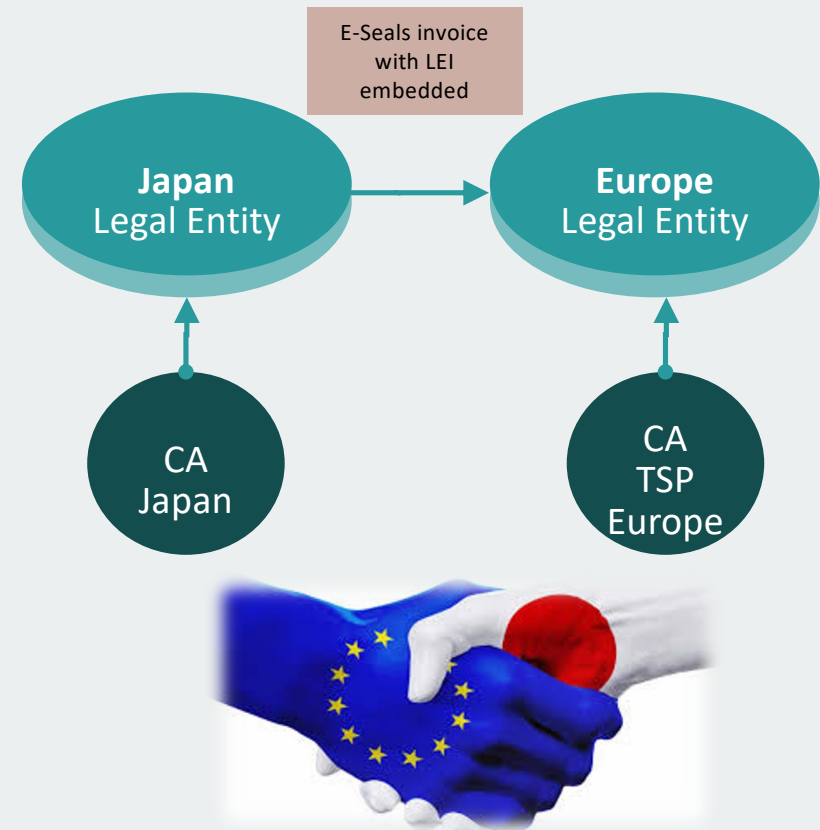 E-Seals invoice
with LEI
embedded
Japan
Legal Entity
Europe
Legal Entity
CA
Japan
CA
TSP
Europe